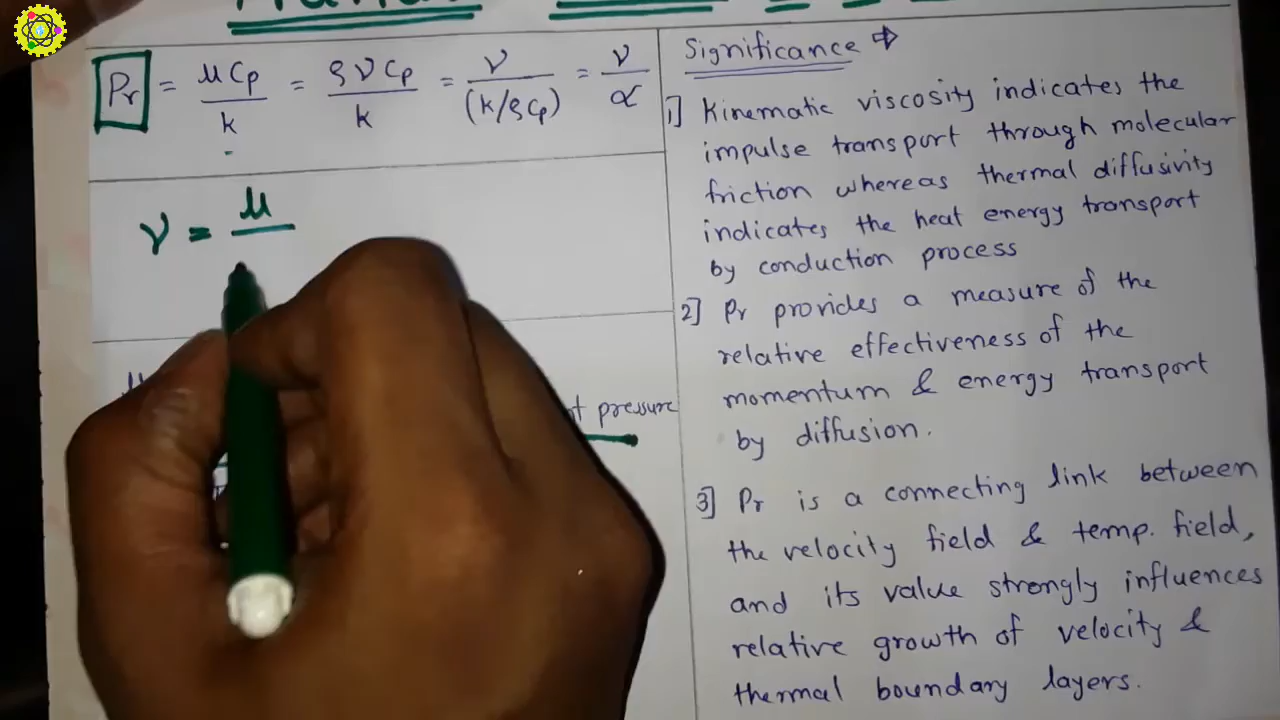 Pr = μCp / k = ρνCp / k = ν / (k/ρCp) = ν / α
ν = μ
t pressure
Significance ⇒
1] Kinematic viscosity indicates the
impulse transport through molecular
friction whereas thermal diffusivity
indicates the heat energy transport
by conduction process
2] Pr provides a measure of the
relative effectiveness of the
momentum & energy transport
by diffusion.
3] Pr is a connecting link between
the velocity field & temp. field,
and its value strongly influences
relative growth of velocity &
thermal boundary layers.